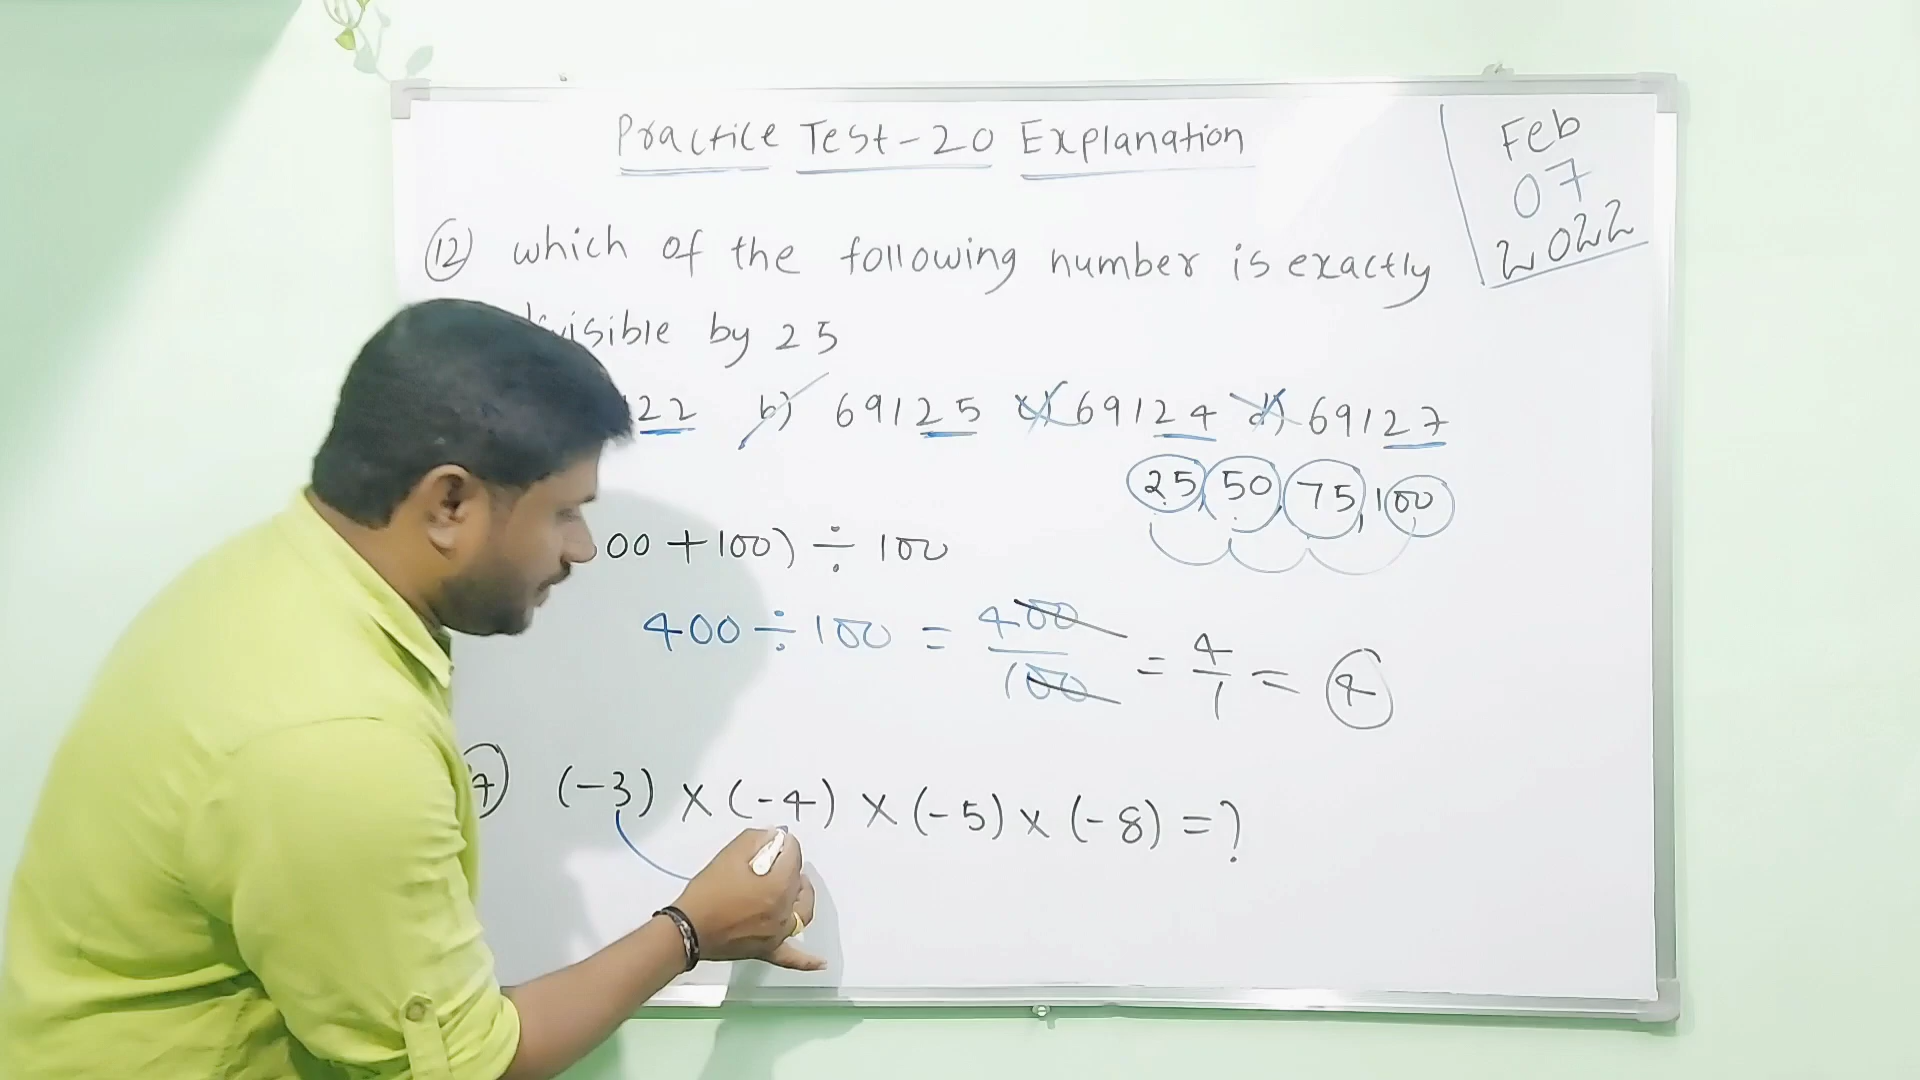 Practice Test-20 Explanation
Feb
07
2022
(12) which of the following number is exactly
divisible by 25
22 b) 69125 c) 69124 d) 69127
25, 50, 75, 100
00 + 100) ÷ 100
400 ÷ 100 = 400/100 = 4/1 = 4
7) (-3) × (-4) × (-5) × (-8) = ?